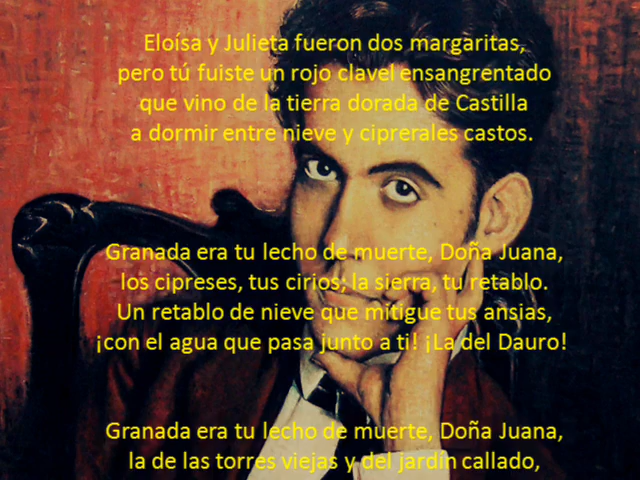 Eloísa y Julieta fueron dos margaritas,
pero tú fuiste un rojo clavel ensangrentado
que vino de la tierra dorada de Castilla
a dormir entre nieve y ciprerales castos.
Granada era tu lecho de muerte, Doña Juana,
los cipreses, tus cirios; la sierra, tu retablo.
Un retablo de nieve que mitigue tus ansias,
¡con el agua que pasa junto a ti! ¡La del Dauro!
Granada era tu lecho de muerte, Doña Juana,
la de las torres viejas y del jardín callado,